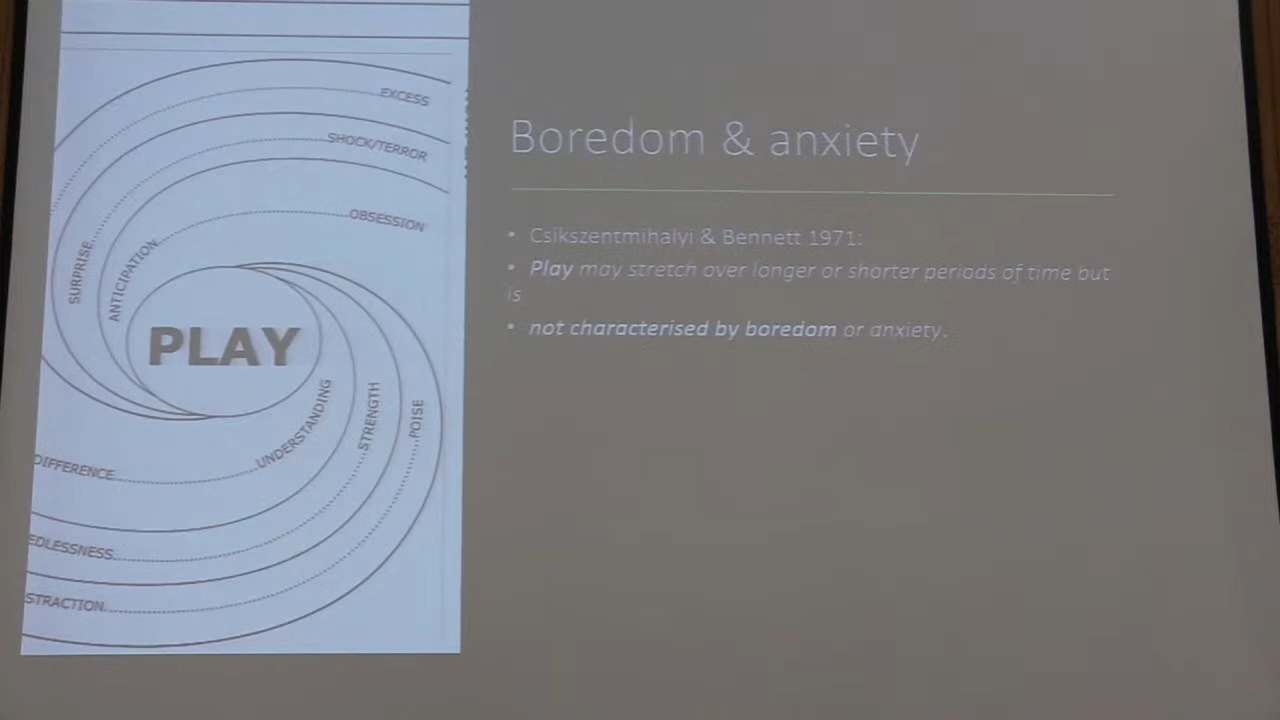 EXCESS
SHOCK/TERROR
OBSESSION
SURPRISE
ANTICIPATION
PLAY
UNDERSTANDING
STRENGTH
POISE
DIFFERENCE
EDLESSNESS
STRACTION
Boredom & anxiety
• Csikszentmihalyi & Bennett 1971:
• Play may stretch over longer or shorter periods of time but
is
• not characterised by boredom or anxiety.